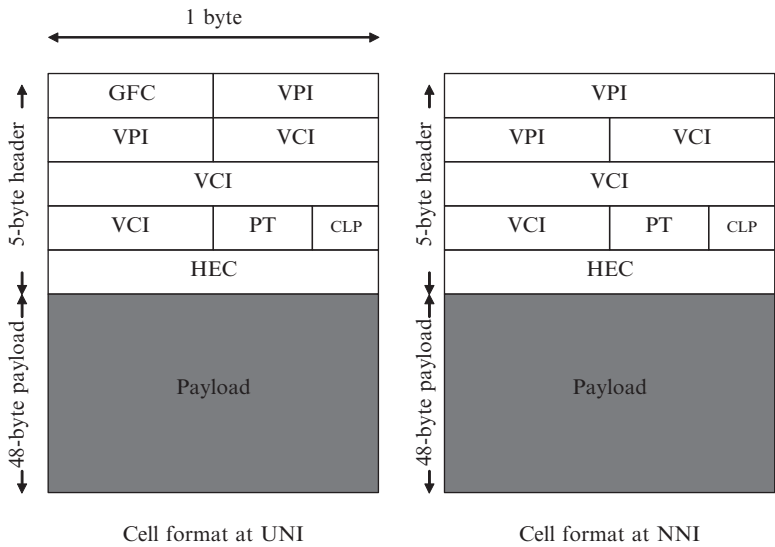 1 byte
5-byte header
48-byte payload
GFC VPI
VPI VCI
VCI
VCI PT CLP
HEC
Payload
Cell format at UNI
5-byte header
48-byte payload
VPI
VPI VCI
VCI
VCI PT CLP
HEC
Payload
Cell format at NNI